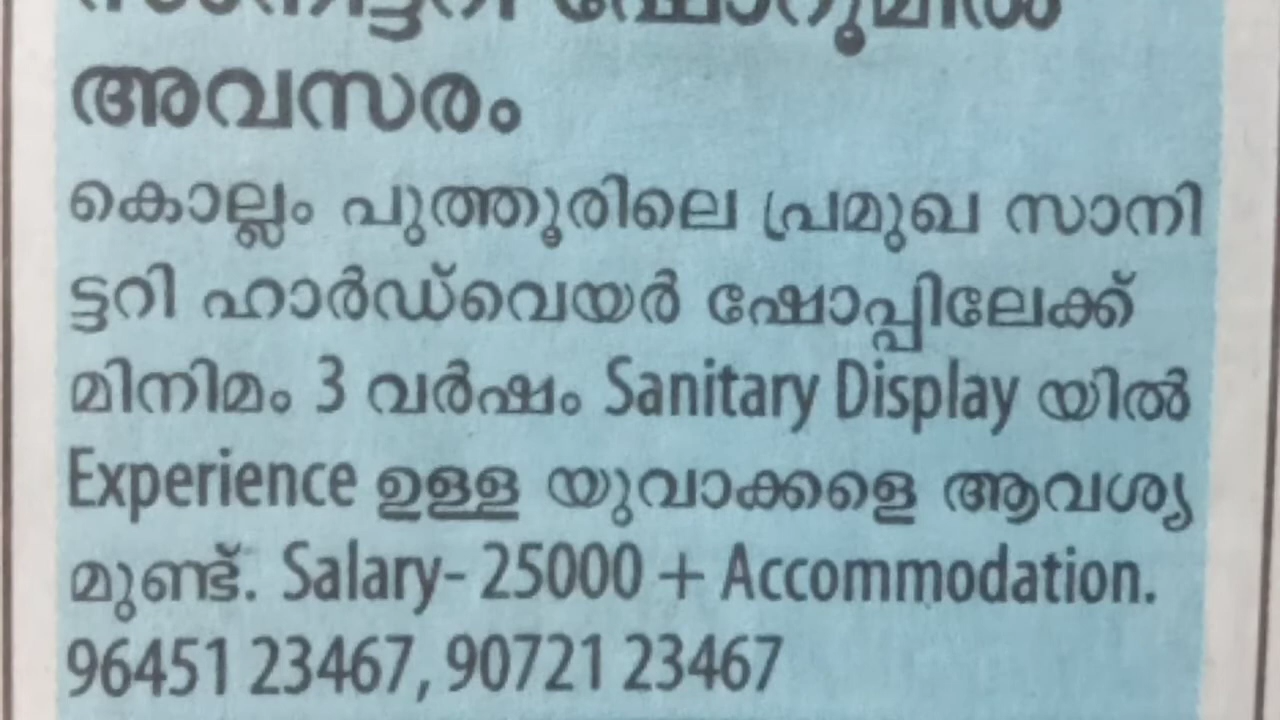 സാനിട്ടറി ഷോറൂമിൽ
അവസരം
കൊല്ലം പുത്തൂരിലെ പ്രമുഖ സാനി
ട്ടറി ഹാർഡ്‌വെയർ ഷോപ്പിലേക്ക്
മിനിമം 3 വർഷം Sanitary Display യിൽ
Experience ഉള്ള യുവാക്കളെ ആവശ്യ
മുണ്ട്. Salary- 25000 + Accommodation.
96451 23467, 90721 23467